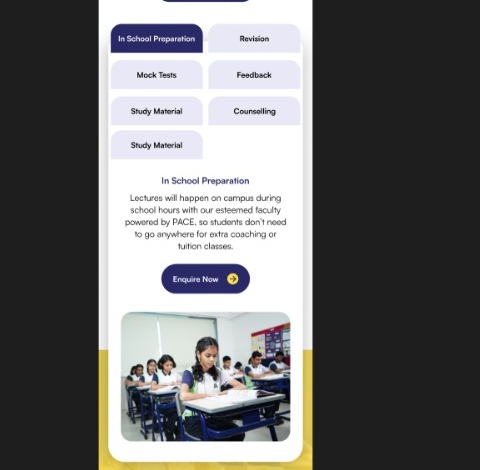 In School Preparation
Revision
Mock Tests
Feedback
Study Material
Counselling
Study Material
In School Preparation
Lectures will happen on campus during
school hours with our esteemed faculty
powered by PACE, so students don't need
to go anywhere for extra coaching or
tuition classes.
Enquire Now